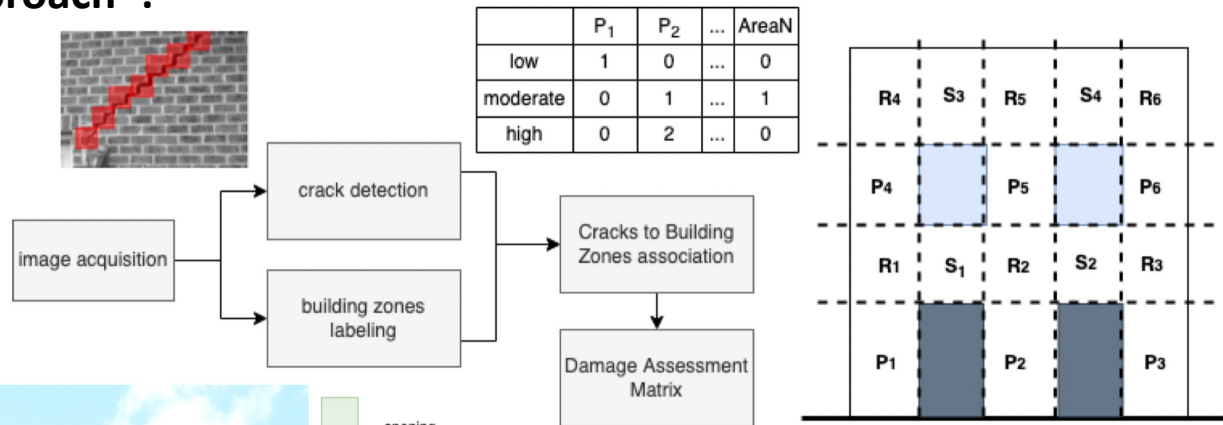 P₁ P₂ ... AreaN
low 1 0 ... 0
moderate 0 1 ... 1
high 0 2 ... 0
image acquisition
crack detection
building zones
labeling
Cracks to Building
Zones association
Damage Assessment
Matrix
R4 S3 R5 S4 R6
P4 P5 P6
R1 S₁ R2 S2 R3
P1 P2 P3